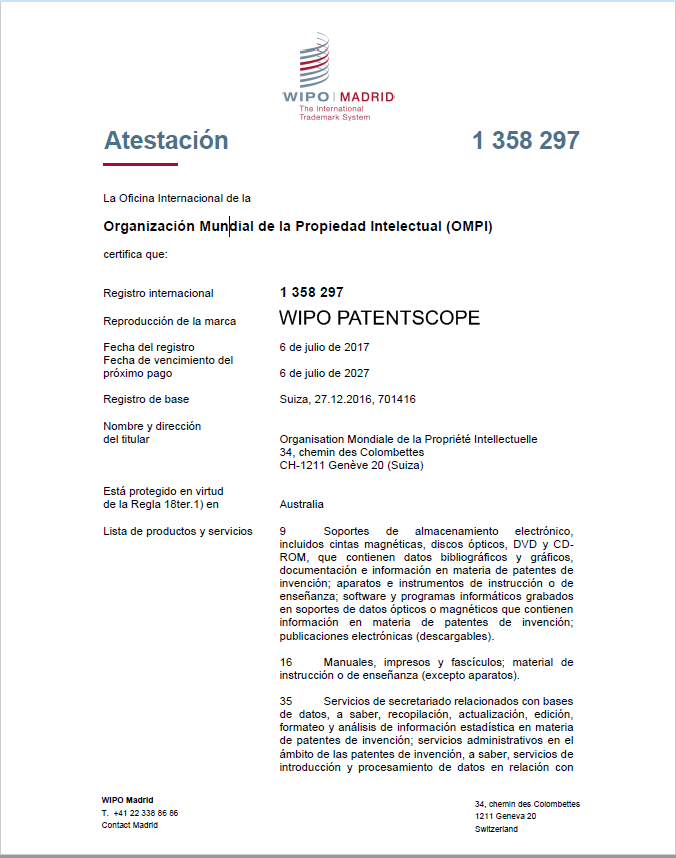 WIPO | MADRID
The International
Trademark System
Atestación 1 358 297
La Oficina Internacional de la
Organización Mundial de la Propiedad Intelectual (OMPI)
certifica que:
Registro internacional 1 358 297
Reproducción de la marca WIPO PATENTSCOPE
Fecha del registro 6 de julio de 2017
Fecha de vencimiento del
próximo pago 6 de julio de 2027
Registro de base Suiza, 27.12.2016, 701416
Nombre y dirección
del titular Organisation Mondiale de la Propriété Intellectuelle
34, chemin des Colombettes
CH-1211 Genève 20 (Suiza)
Está protegido en virtud
de la Regla 18ter.1) en Australia
Lista de productos y servicios 9 Soportes de almacenamiento electrónico,
incluidos cintas magnéticas, discos ópticos, DVD y CD-
ROM, que contienen datos bibliográficos y gráficos,
documentación e información en materia de patentes de
invención; aparatos e instrumentos de instrucción o de
enseñanza; software y programas informáticos grabados
en soportes de datos ópticos o magnéticos que contienen
información en materia de patentes de invención;
publicaciones electrónicas (descargables).
16 Manuales, impresos y fascículos; material de
instrucción o de enseñanza (excepto aparatos).
35 Servicios de secretariado relacionados con bases
de datos, a saber, recopilación, actualización, edición,
formateo y análisis de información estadística en materia
de patentes de invención; servicios administrativos en el
ámbito de las patentes de invención, a saber, servicios de
introducción y procesamiento de datos en relación con
WIPO Madrid
T. +41 22 338 86 86
Contact Madrid
34, chemin des Colombettes
1211 Geneva 20
Switzerland